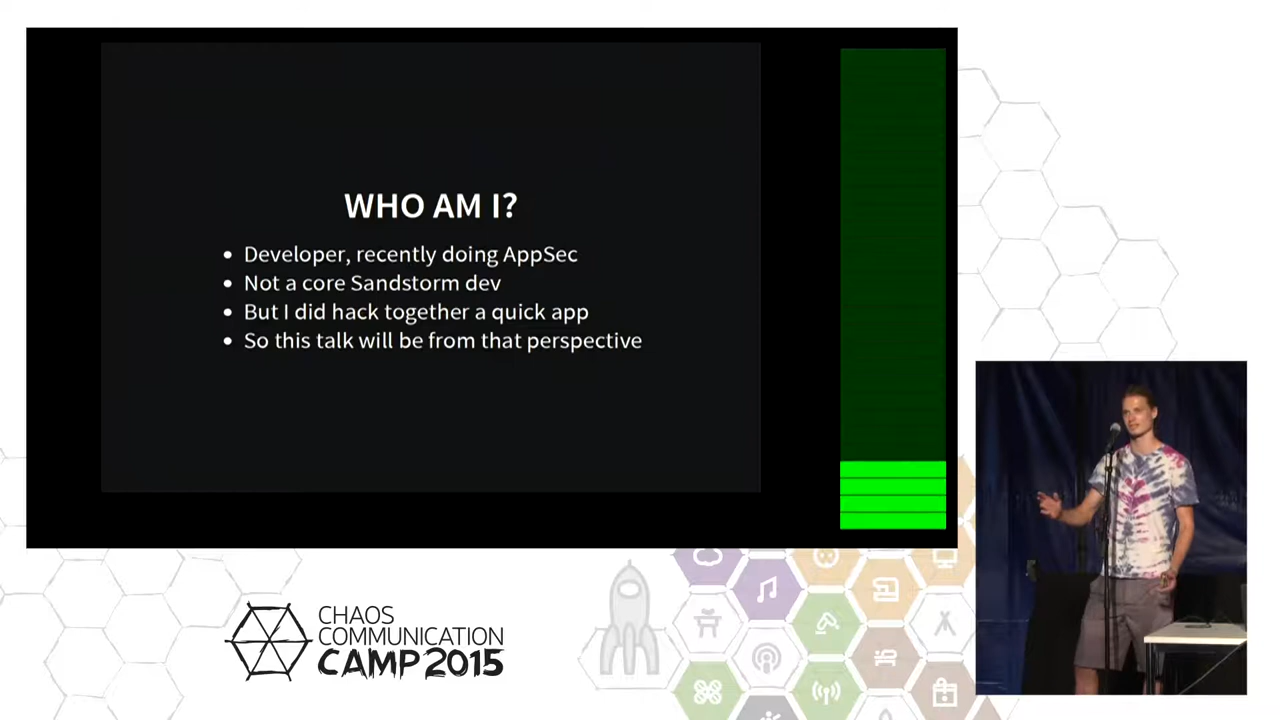 WHO AM I?
• Developer, recently doing AppSec
• Not a core Sandstorm dev
• But I did hack together a quick app
• So this talk will be from that perspective
CHAOS
COMMUNICATION
CAMP 2015